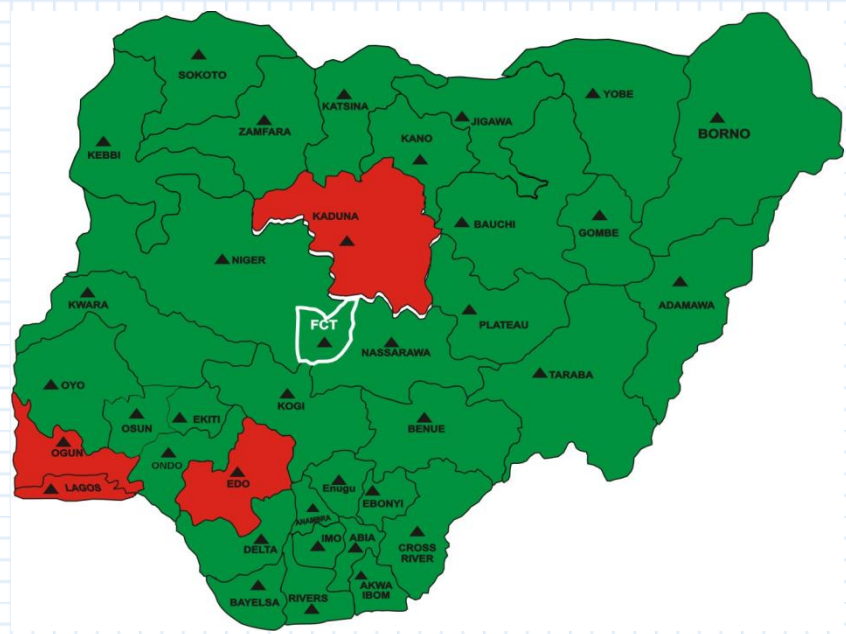 SOKOTO
KATSINA
YOBE
ZAMFARA
KANO
JIGAWA
BORNO
KEBBI
KADUNA
BAUCHI
GOMBE
NIGER
ADAMAWA
KWARA
FCT
PLATEAU
NASSARAWA
TARABA
OYO
KOGI
OSUN
EKITI
BENUE
OGUN
ONDO
EDO
LAGOS
Enugu
EBONYI
ANAMBRA
DELTA
IMO
ABIA
CROSS
RIVER
AKWA
IBOM
BAYELSA
RIVERS